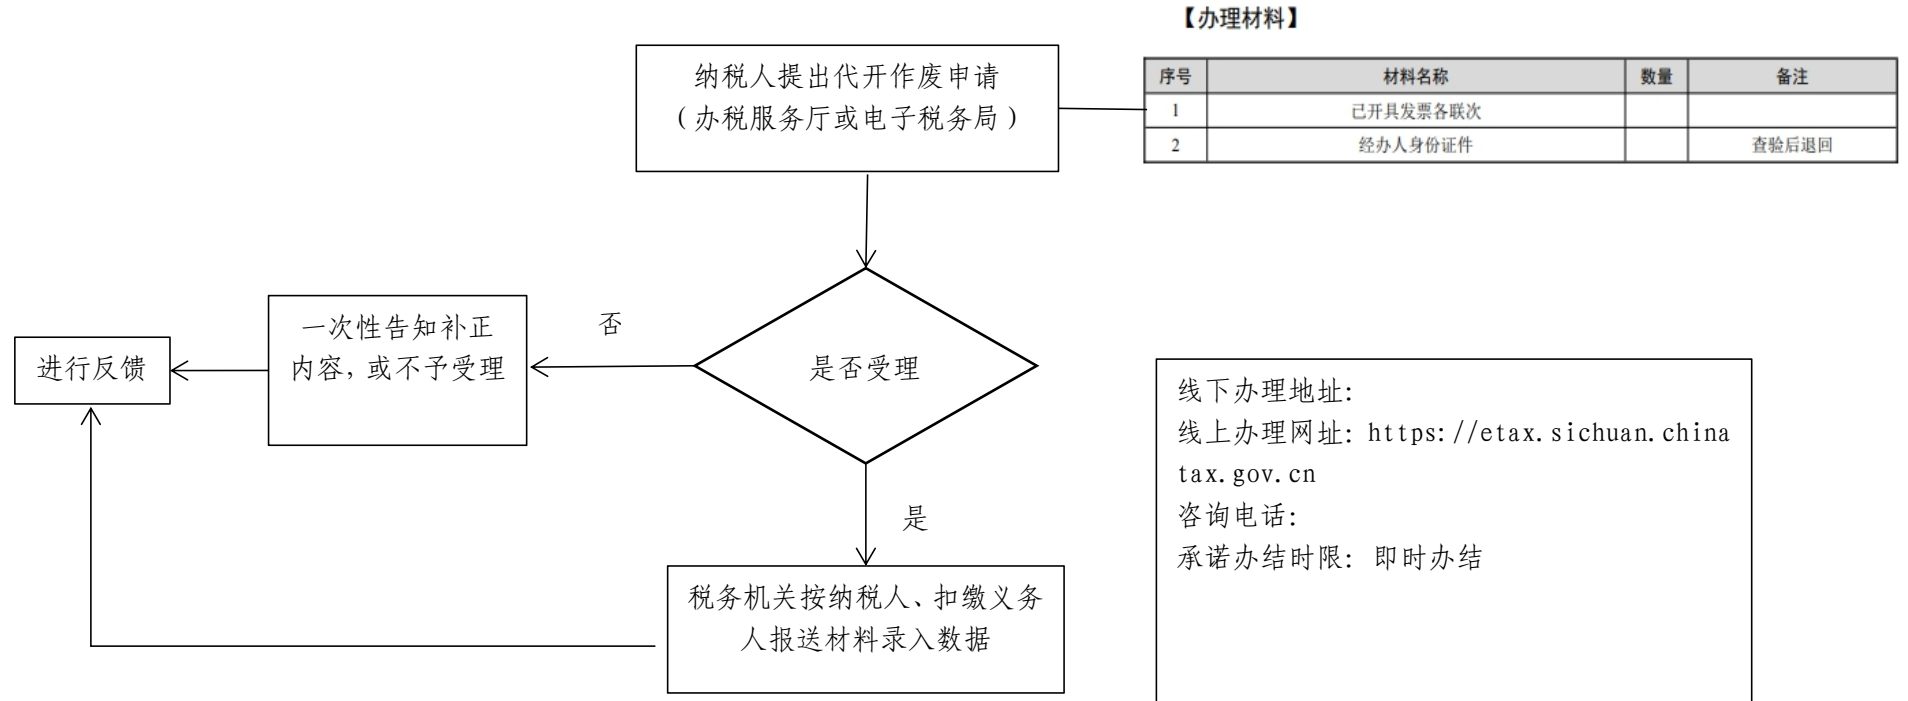 【办理材料】
纳税人提出代开作废申请
（办税服务厅或电子税务局）
序号 材料名称 数量 备注
1 已开具发票各联次
2 经办人身份证件 查验后退回
是否受理
否
一次性告知补正
内容，或不予受理
进行反馈
是
税务机关按纳税人、扣缴义务
人报送材料录入数据
线下办理地址：
线上办理网址：https://etax.sichuan.china
tax.gov.cn
咨询电话：
承诺办结时限：即时办结